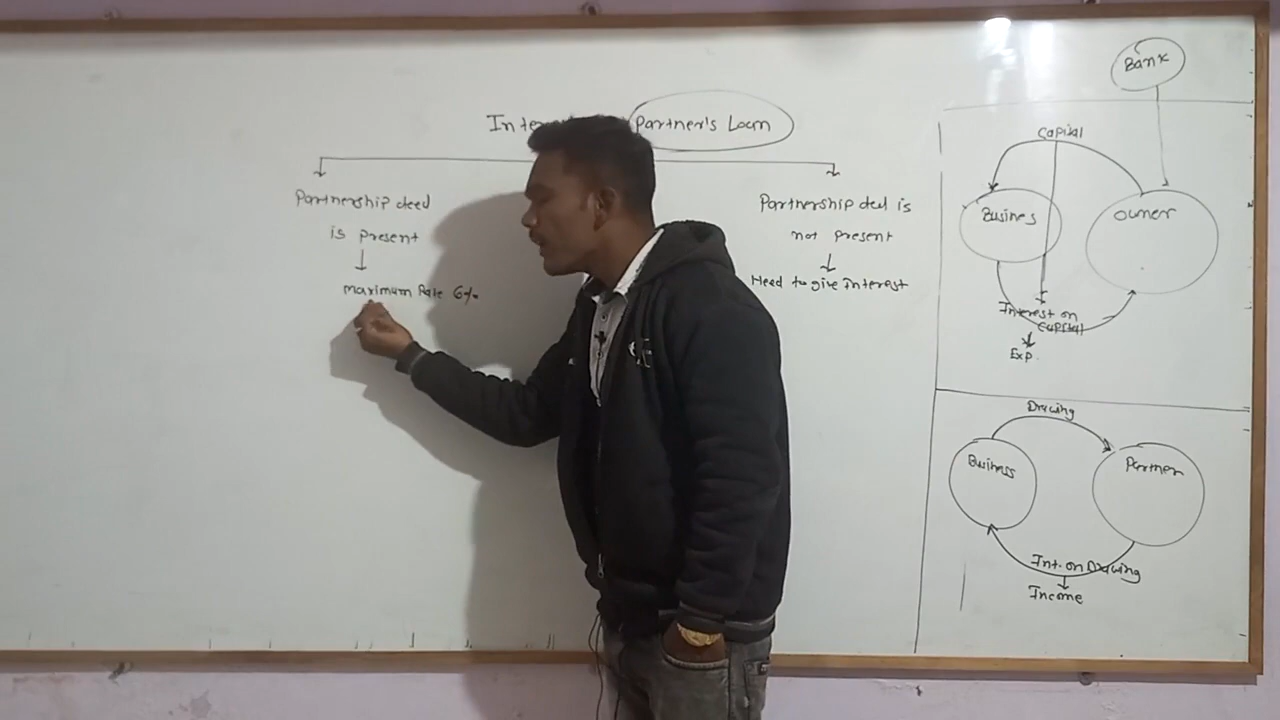 Partner's Loan
Partnership deed
is present
maximum Rate 6%
Partnership deed is
not present
Need to give interest
Bank
Capital
Busines
owner
Interest on
Capital
Exp.
Drawing
Business
Partner
Int. on Drawing
Income